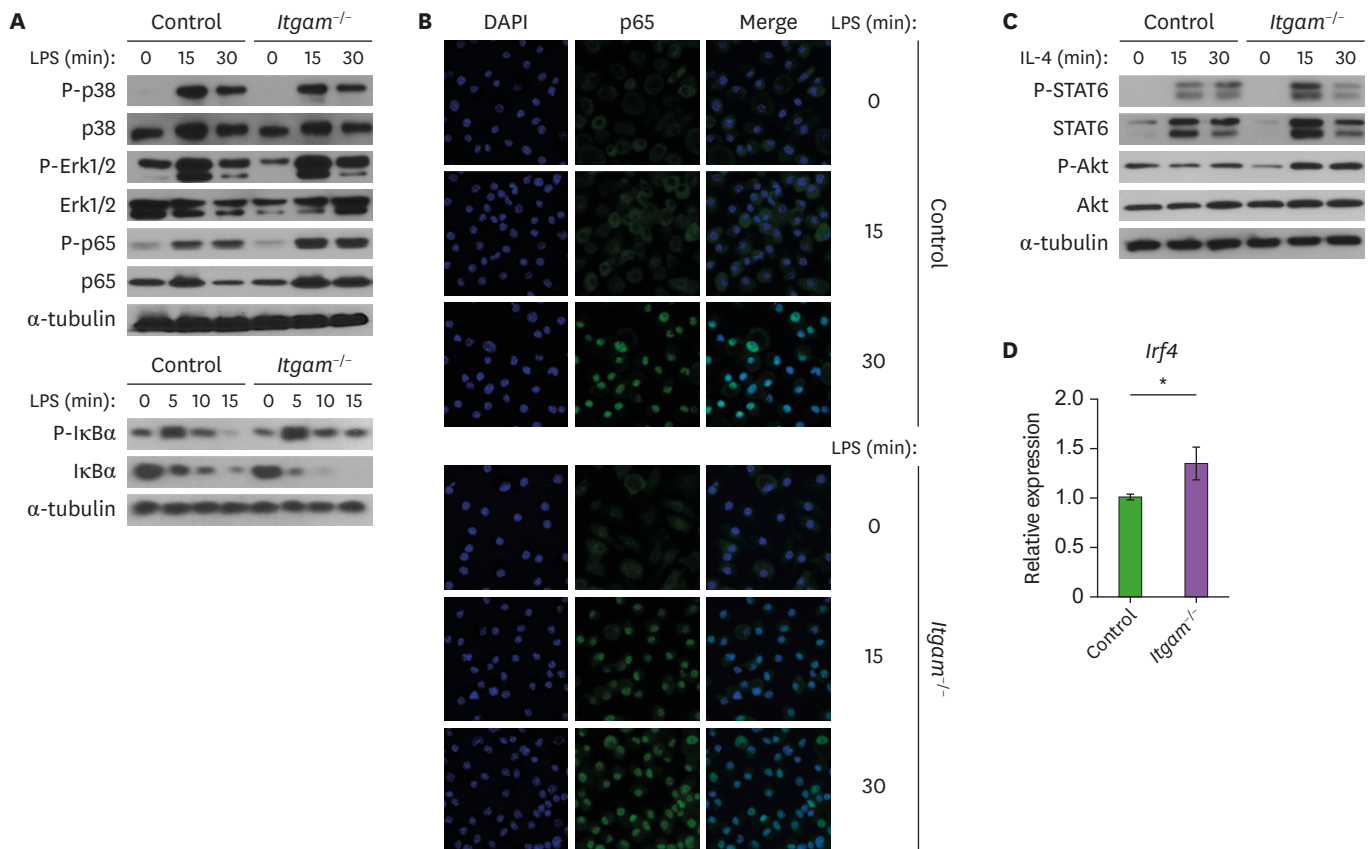 A
Control Itgam⁻/⁻
LPS (min): 0 15 30 0 15 30
P-p38
p38
P-Erk1/2
Erk1/2
P-p65
p65
α-tubulin
Control Itgam⁻/⁻
LPS (min): 0 5 10 15 0 5 10 15
P-IκBα
IκBα
α-tubulin
B
DAPI p65 Merge LPS (min):
0
15
30
Control
LPS (min):
0
15
30
Itgam⁻/⁻
C
Control Itgam⁻/⁻
IL-4 (min): 0 15 30 0 15 30
P-STAT6
STAT6
P-Akt
Akt
α-tubulin
D
Irf4
*
Relative expression
2.0
1.5
1.0
0.5
0
Control Itgam⁻/⁻